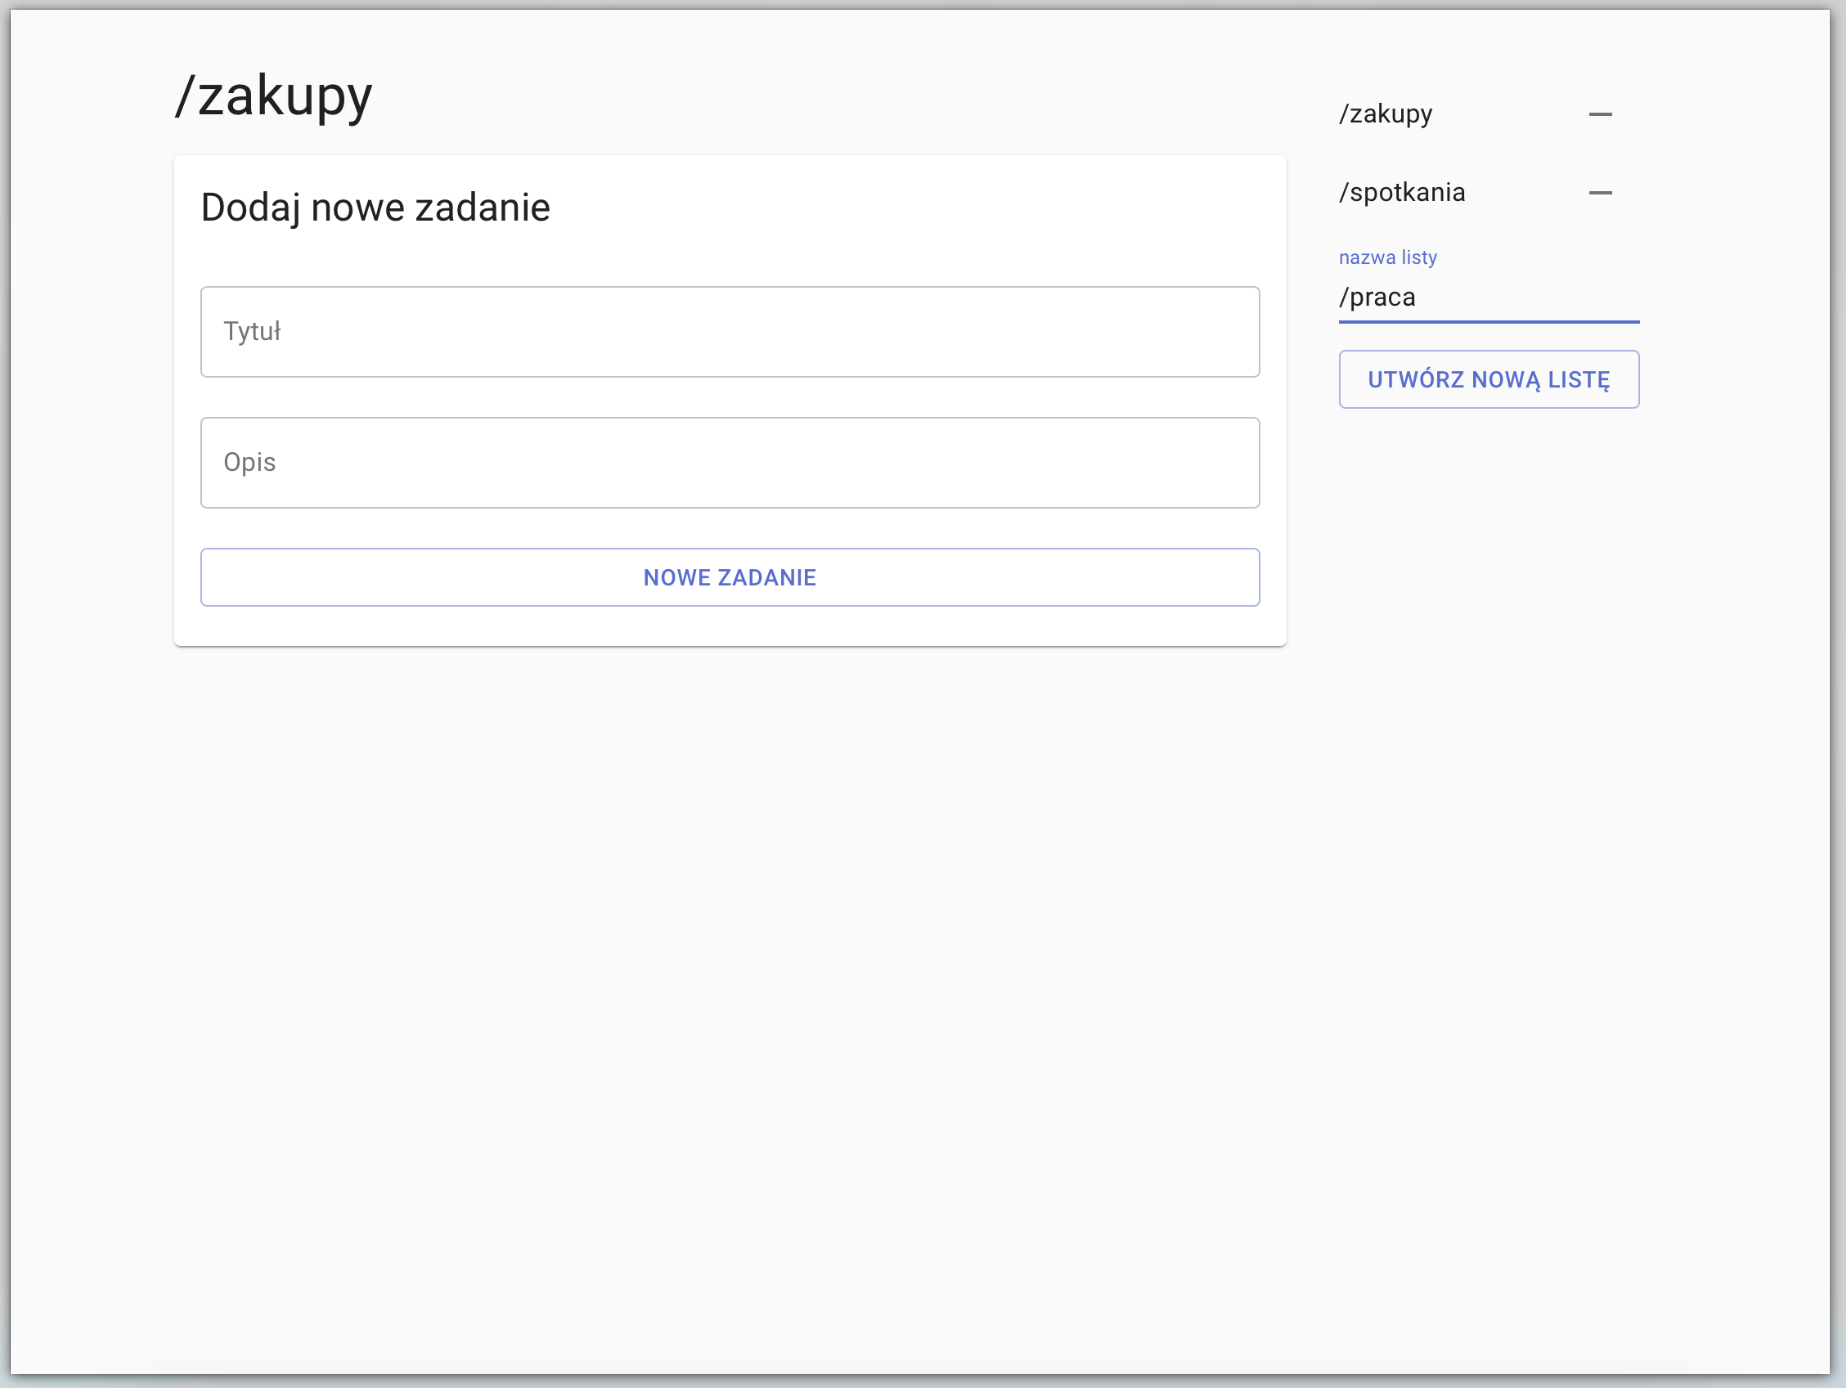 /zakupy
Dodaj nowe zadanie
Tytuł
Opis
NOWE ZADANIE
/zakupy
/spotkania
nazwa listy
/praca
UTWÓRZ NOWĄ LISTĘ